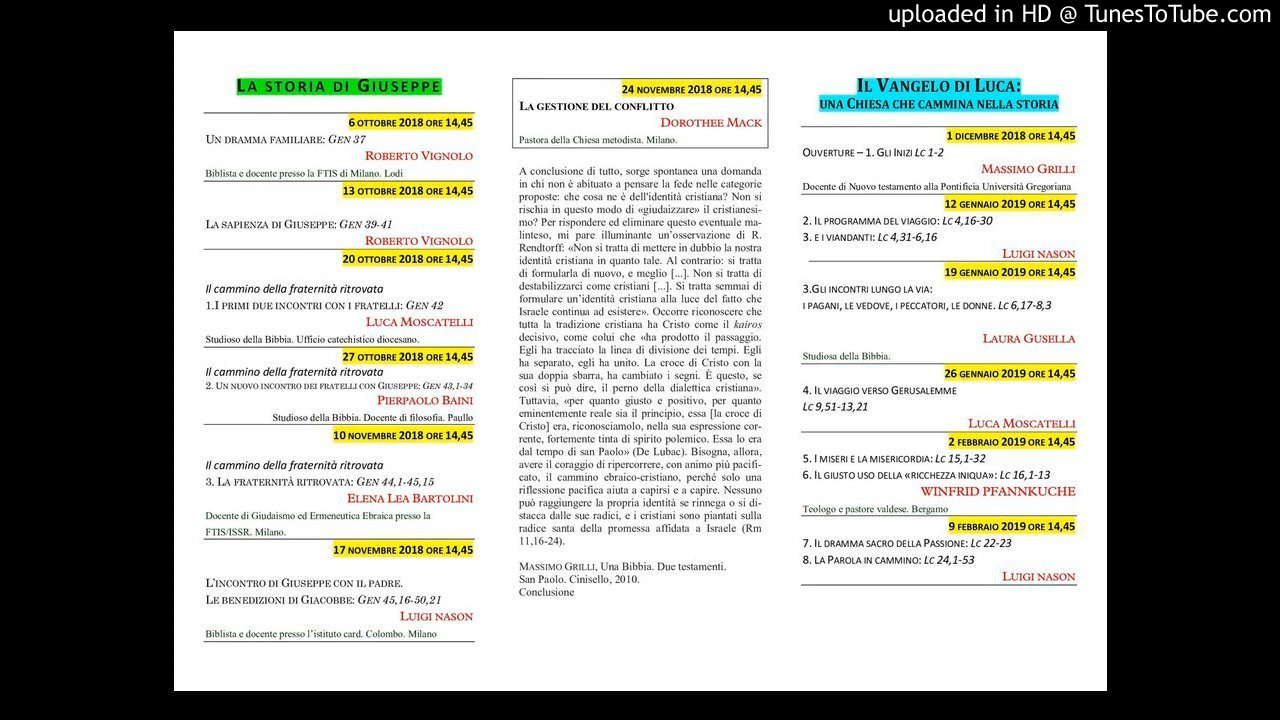 uploaded in HD @ TunesToTube.com
LA STORIA DI GIUSEPPE
6 OTTOBRE 2018 ORE 14,45
UN DRAMMA FAMILIARE: GEN 37
ROBERTO VIGNOLO
Biblista e docente presso la FTIS di Milano. Lodi
13 OTTOBRE 2018 ORE 14,45
LA SAPIENZA DI GIUSEPPE: GEN 39-41
ROBERTO VIGNOLO
20 OTTOBRE 2018 ORE 14,45
Il cammino della fraternità ritrovata
1.I PRIMI DUE INCONTRI CON I FRATELLI: GEN 42
LUCA MOSCATELLI
Studioso della Bibbia. Ufficio catechistico diocesano.
27 OTTOBRE 2018 ORE 14,45
Il cammino della fraternità ritrovata
2. UN NUOVO INCONTRO DEI FRATELLI CON GIUSEPPE: GEN 43,1-34
PIERPAOLO BAINI
Studioso della Bibbia. Docente di filosofia. Paullo
10 NOVEMBRE 2018 ORE 14,45
Il cammino della fraternità ritrovata
3. LA FRATERNITÀ RITROVATA: GEN 44,1-45,15
ELENA LEA BARTOLINI
Docente di Giudaismo ed Ermeneutica Ebraica presso la
FTIS/ISSR. Milano.
17 NOVEMBRE 2018 ORE 14,45
L'INCONTRO DI GIUSEPPE CON IL PADRE.
LE BENEDIZIONI DI GIACOBBE: GEN 45,16-50,21
LUIGI NASON
Biblista e docente presso l'istituto card. Colombo. Milano
24 NOVEMBRE 2018 ORE 14,45
LA GESTIONE DEL CONFLITTO
DOROTHEE MACK
Pastora della Chiesa metodista. Milano.
A conclusione di tutto, sorge spontanea una domanda
in chi non è abituato a pensare la fede nelle categorie
proposte: che cosa ne è dell'identità cristiana? Non si
rischia in questo modo di «giudaizzare» il cristianesi-
mo? Per rispondere ed eliminare questo eventuale ma-
linteso, mi pare illuminante un'osservazione di R.
Rendtorff: «Non si tratta di mettere in dubbio la nostra
identità cristiana in quanto tale. Al contrario: si tratta
di formularla di nuovo, e meglio [...]. Non si tratta di
destabilizzarci come cristiani [...]. Si tratta semmai di
formulare un'identità cristiana alla luce del fatto che
Israele continua ad esistere». Occorre riconoscere che
tutta la tradizione cristiana ha Cristo come il kairos
decisivo, come colui che «ha prodotto il passaggio.
Egli ha tracciato la linea di divisione dei tempi. Egli
ha separato, egli ha unito. La croce di Cristo con la
sua doppia sbarra, ha cambiato i segni. È questo, se
così si può dire, il perno della dialettica cristiana».
Tuttavia, «per quanto giusto e positivo, per quanto
eminentemente reale sia il principio, essa [la croce di
Cristo] era, riconosciamolo, nella sua espressione cor-
rente, fortemente tinta di spirito polemico. Essa lo era
dal tempo di san Paolo» (De Lubac). Bisogna, allora,
avere il coraggio di ripercorrere, con animo più pacifi-
cato, il cammino ebraico-cristiano, perché solo una
riflessione pacifica aiuta a capirsi e a capire. Nessuno
può raggiungere la propria identità se rinnega o si di-
stacca dalle sue radici, e i cristiani sono piantati sulla
radice santa della promessa affidata a Israele (Rm
11,16-24).
MASSIMO GRILLI, Una Bibbia. Due testamenti.
San Paolo. Cinisello, 2010.
Conclusione
IL VANGELO DI LUCA:
UNA CHIESA CHE CAMMINA NELLA STORIA
1 DICEMBRE 2018 ORE 14,45
OUVERTURE – 1. GLI INIZI LC 1-2
MASSIMO GRILLI
Docente di Nuovo testamento alla Pontificia Università Gregoriana
12 GENNAIO 2019 ORE 14,45
2. IL PROGRAMMA DEL VIAGGIO: LC 4,16-30
3. E I VIANDANTI: LC 4,31-6,16
LUIGI NASON
19 GENNAIO 2019 ORE 14,45
3.GLI INCONTRI LUNGO LA VIA:
I PAGANI, LE VEDOVE, I PECCATORI, LE DONNE. LC 6,17-8,3
LAURA GUSELLA
Studiosa della Bibbia.
26 GENNAIO 2019 ORE 14,45
4. IL VIAGGIO VERSO GERUSALEMME
LC 9,51-13,21
LUCA MOSCATELLI
2 FEBBRAIO 2019 ORE 14,45
5. I MISERI E LA MISERICORDIA: LC 15,1-32
6. IL GIUSTO USO DELLA «RICCHEZZA INIQUA»: LC 16,1-13
WINFRID PFANNKUCHE
Teologo e pastore valdese. Bergamo
9 FEBBRAIO 2019 ORE 14,45
7. IL DRAMMA SACRO DELLA PASSIONE: LC 22-23
8. LA PAROLA IN CAMMINO: LC 24,1-53
LUIGI NASON